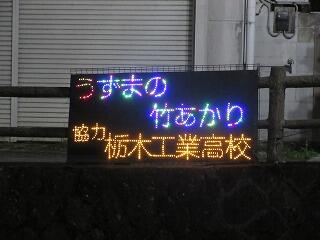 うずまの
竹あかり
協力 栃木工業高校